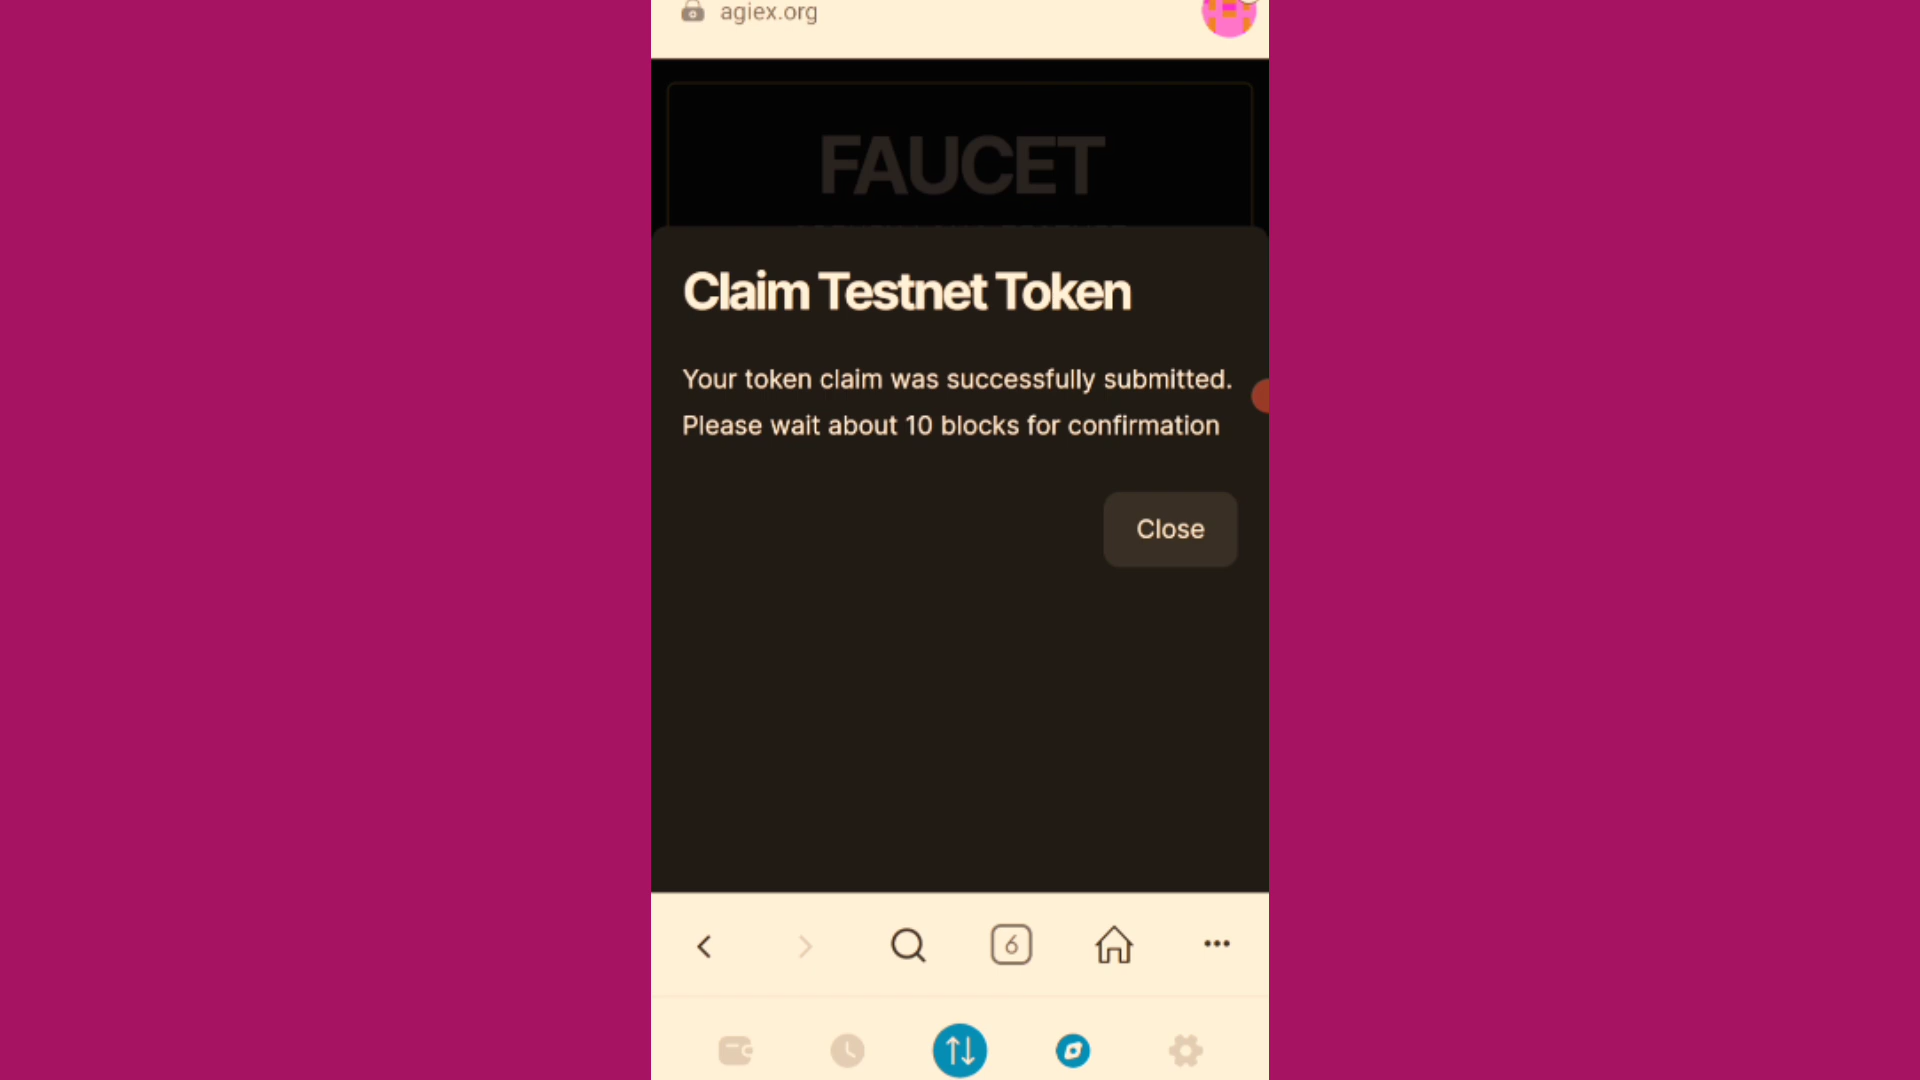 agiex.org
FAUCET
Claim Testnet Token
Your token claim was successfully submitted.
Please wait about 10 blocks for confirmation
Close
6